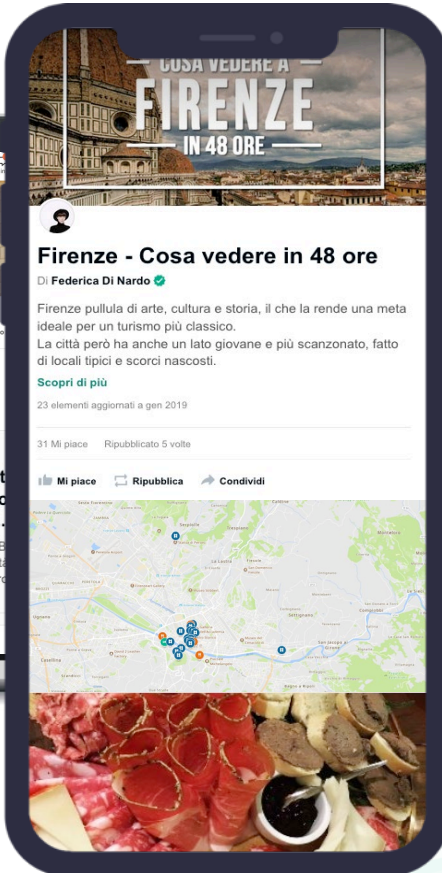 COSA VEDERE A
FIRENZE
IN 48 ORE
Firenze - Cosa vedere in 48 ore
Di Federica Di Nardo
Firenze pullula di arte, cultura e storia, il che la rende una meta
ideale per un turismo più classico.
La città però ha anche un lato giovane e più scanzonato, fatto
di locali tipici e scorci nascosti.
Scopri di più
23 elementi aggiornati a gen 2019
31 Mi piace Ripubblicato 5 volte
Mi piace Ripubblica Condividi